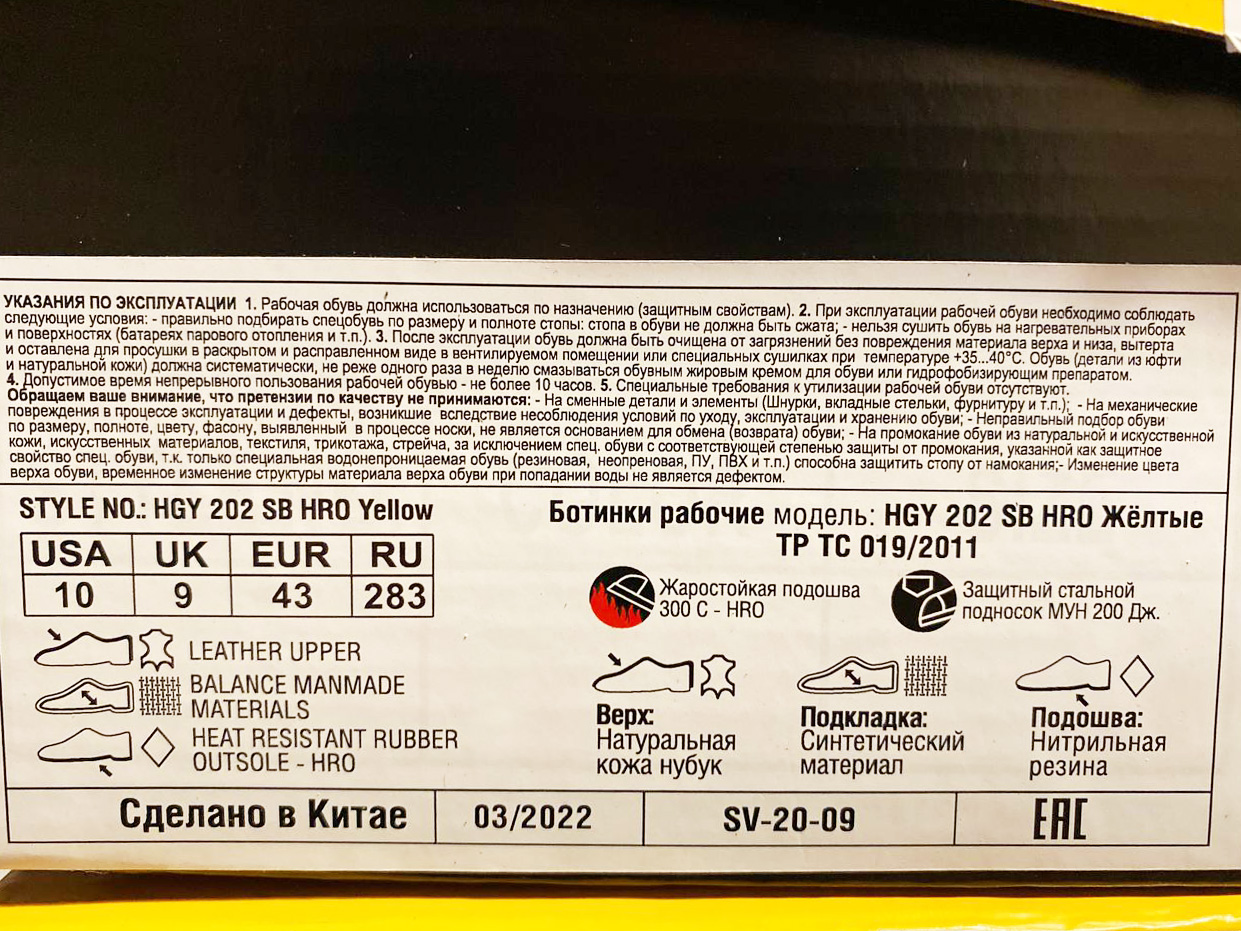 УКАЗАНИЯ ПО ЭКСПЛУАТАЦИИ 1. Рабочая обувь должна использоваться по назначению (защитным свойствам). 2. При эксплуатации рабочей обуви необходимо соблюдать
следующие условия: - правильно подбирать спецобувь по размеру и полноте стопы: стопа в обуви не должна быть сжата; - нельзя сушить обувь на нагревательных приборах
и поверхностях (батареях парового отопления и т.п.). 3. После эксплуатации обувь должна быть очищена от загрязнений без повреждения материала верха и низа, вытерта
и оставлена для просушки в раскрытом и расправленном виде в вентилируемом помещении или специальных сушилках при температуре +35...40°С. Обувь (детали из юфти
и натуральной кожи) должна систематически, не реже одного раза в неделю смазываться обувным жировым кремом для обуви или гидрофобизирующим препаратом.
4. Допустимое время непрерывного пользования рабочей обувью - не более 10 часов. 5. Специальные требования к утилизации рабочей обуви отсутствуют.
Обращаем ваше внимание, что претензии по качеству не принимаются: - На сменные детали и элементы (Шнурки, вкладные стельки, фурнитуру и т.п.); - На механические
повреждения в процессе эксплуатации и дефекты, возникшие вследствие несоблюдения условий по уходу, эксплуатации и хранению обуви; - Неправильный подбор обуви
по размеру, полноте, цвету, фасону, выявленный в процессе носки, не является основанием для обмена (возврата) обуви; - На промокание обуви из натуральной и искусственной
кожи, искусственных материалов, текстиля, трикотажа, стрейча, за исключением спец. обуви с соответствующей степенью защиты от промокания, указанной как защитное
свойство спец. обуви, т.к. только специальная водонепроницаемая обувь (резиновая, неопреновая, ПУ, ПВХ и т.п.) способна защитить стопу от намокания;- Изменение цвета
верха обуви, временное изменение структуры материала верха обуви при попадании воды не является дефектом.
STYLE NO.: HGY 202 SB HRO Yellow
USA UK EUR RU
10 9 43 283
LEATHER UPPER
BALANCE MANMADE
MATERIALS
HEAT RESISTANT RUBBER
OUTSOLE - HRO
Ботинки рабочие модель: HGY 202 SB HRO Жёлтые
ТР ТС 019/2011
Жаростойкая подошва
300 С - HRO
Защитный стальной
подносок МУН 200 Дж.
Верх:
Натуральная
кожа нубук
Подкладка:
Синтетический
материал
Подошва:
Нитрильная
резина
Сделано в Китае 03/2022 SV-20-09 EAC